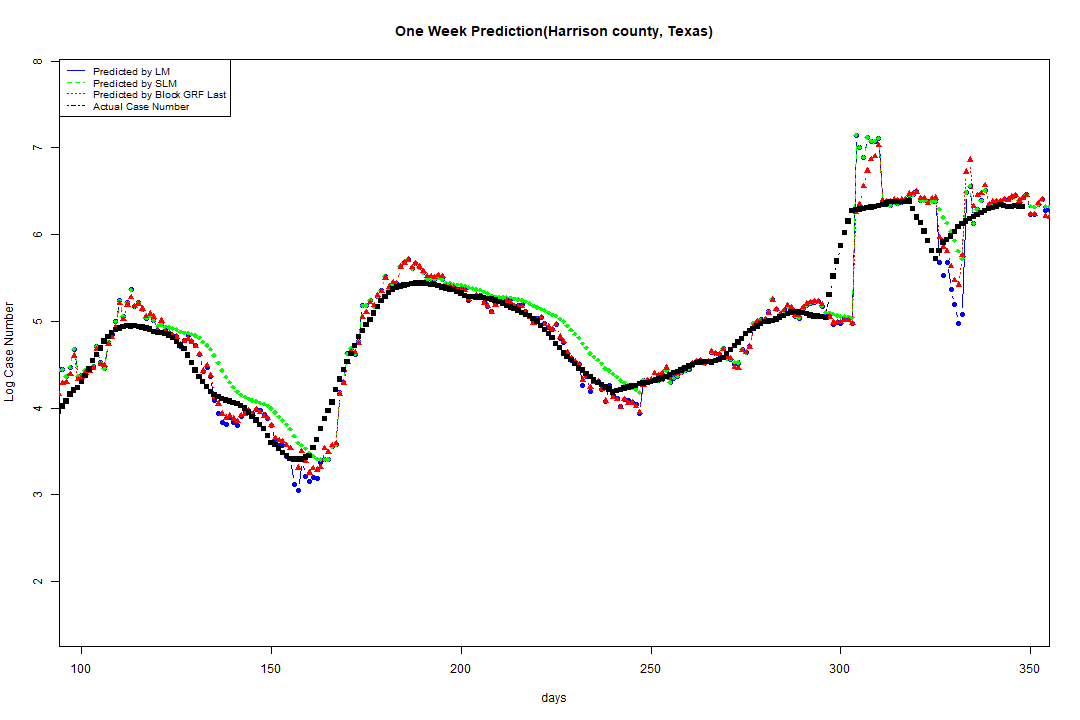 One Week Prediction(Harrison county, Texas)
Predicted by LM
Predicted by SLM
Predicted by Block GRF Last
Actual Case Number
8
7
6
5
4
3
2
Log Case Number
100 150 200 250 300 350
days